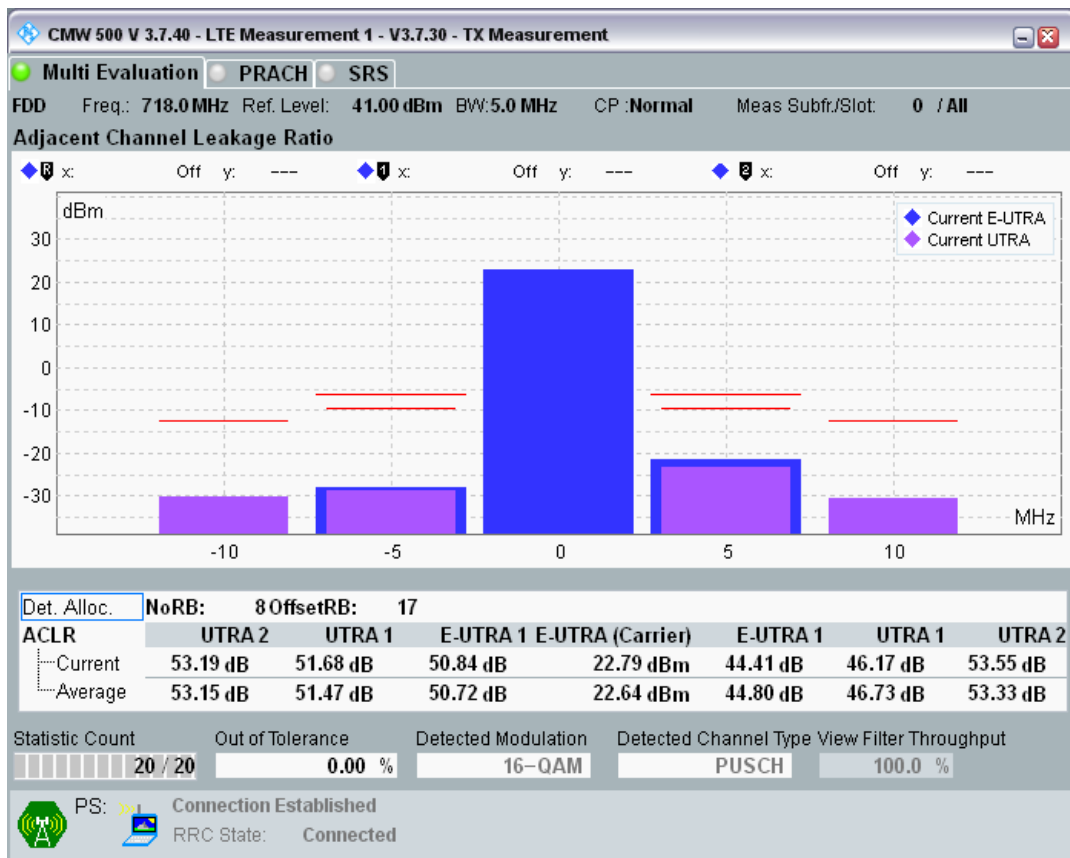 CMW 500 V 3.7.40 - LTE Measurement 1 - V3.7.30 - TX Measurement
Multi Evaluation PRACH SRS
FDD Freq.: 718.0 MHz Ref. Level: 41.00 dBm BW: 5.0 MHz CP : Normal Meas Subfr./Slot: 0 / All
Adjacent Channel Leakage Ratio
R x: Off y: --- 1 x: Off y: --- 2 x: Off y: ---
dBm
Current E-UTRA
Current UTRA
30
20
10
0
-10
-20
-30
MHz
-10 -5 0 5 10
Det. Alloc. NoRB: 8 OffsetRB: 17
ACLR UTRA 2 UTRA 1 E-UTRA 1 E-UTRA (Carrier) E-UTRA 1 UTRA 1 UTRA 2
Current 53.19 dB 51.68 dB 50.84 dB 22.79 dBm 44.41 dB 46.17 dB 53.55 dB
Average 53.15 dB 51.47 dB 50.72 dB 22.64 dBm 44.80 dB 46.73 dB 53.33 dB
Statistic Count Out of Tolerance Detected Modulation Detected Channel Type View Filter Throughput
20 / 20 0.00 % 16-QAM PUSCH 100.0 %
PS: Connection Established
RRC State: Connected